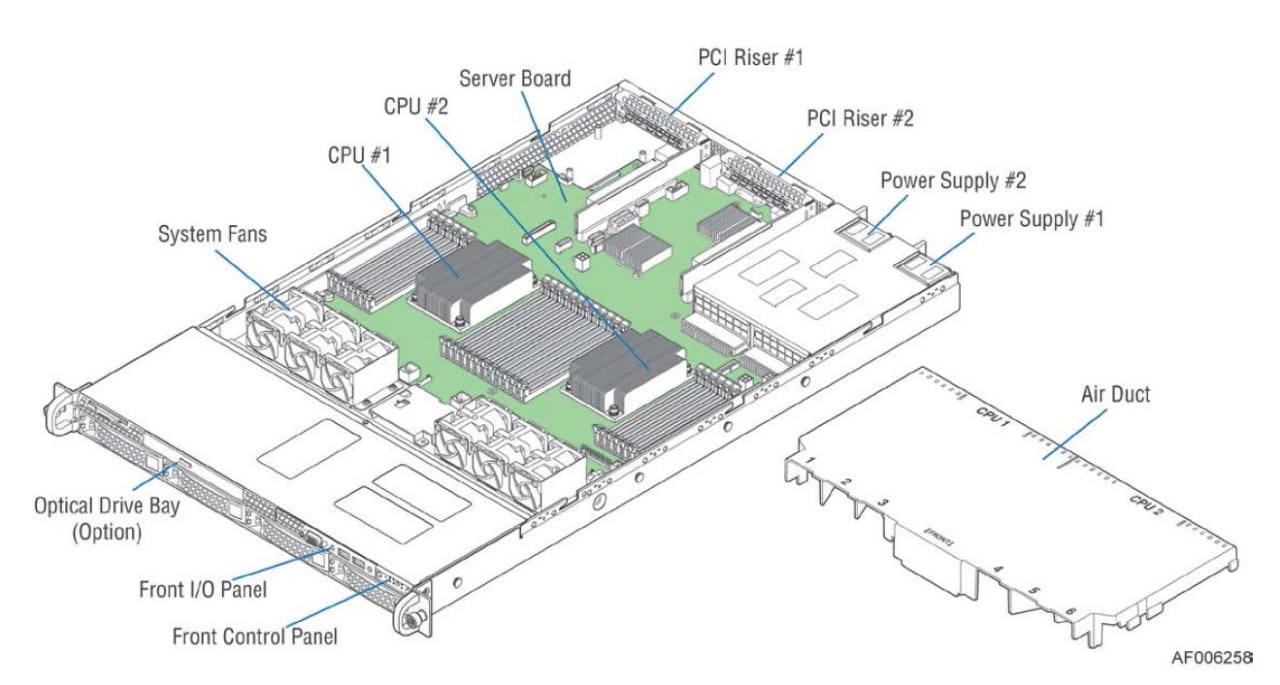 PCI Riser #1
Server Board
CPU #2
PCI Riser #2
CPU #1
Power Supply #2
Power Supply #1
System Fans
Air Duct
CPU 1
CPU 2
1
2
3
[FRONT]
4
5
6
Optical Drive Bay
(Option)
Front I/O Panel
Front Control Panel
AF006258